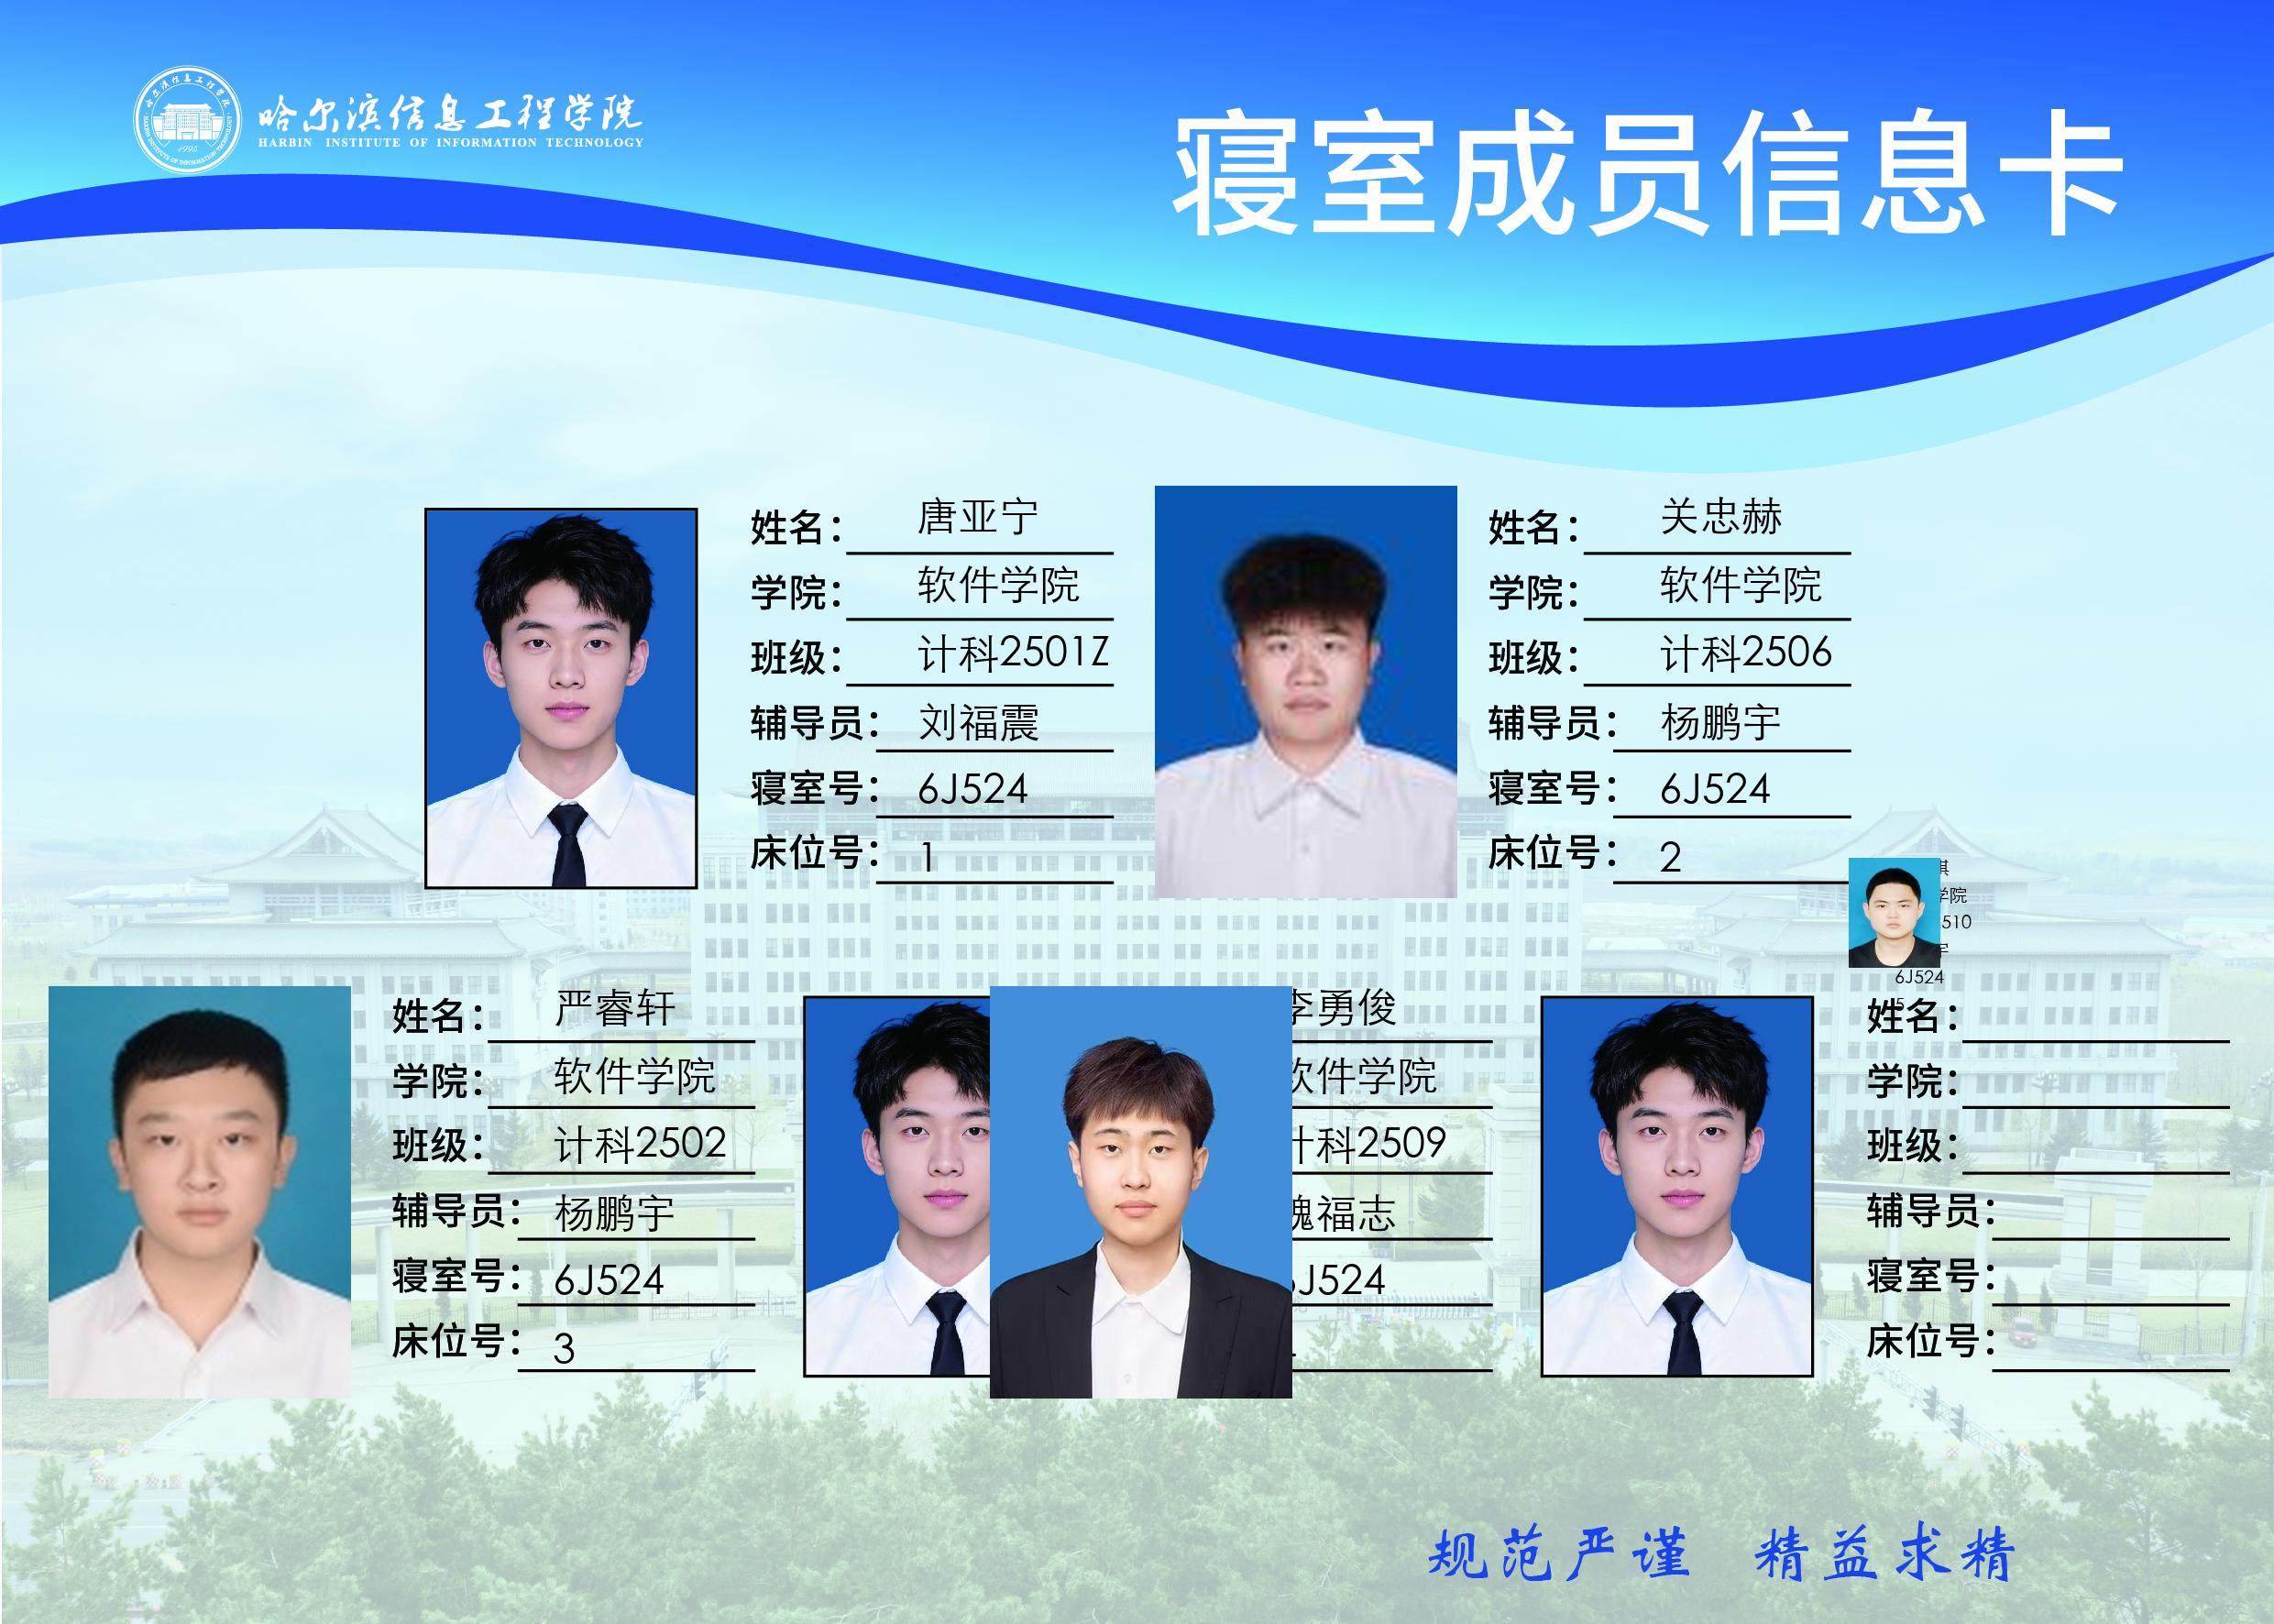 哈尔滨信息工程学院
HARBIN INSTITUTE OF INFORMATION TECHNOLOGY
1995
寝室成员信息卡
姓名：唐亚宁
学院：软件学院
班级：计科2501Z
辅导员：刘福震
寝室号：6J524
床位号：1
姓名：关忠赫
学院：软件学院
班级：计科2506
辅导员：杨鹏宇
寝室号：6J524
床位号：2
姓名：严睿轩
学院：软件学院
班级：计科2502
辅导员：杨鹏宇
寝室号：6J524
床位号：3
李勇俊
软件学院
计科2509
魏福志
6J524
学院
510
宇
6J524
5
姓名：
学院：
班级：
辅导员：
寝室号：
床位号：
规范严谨 精益求精